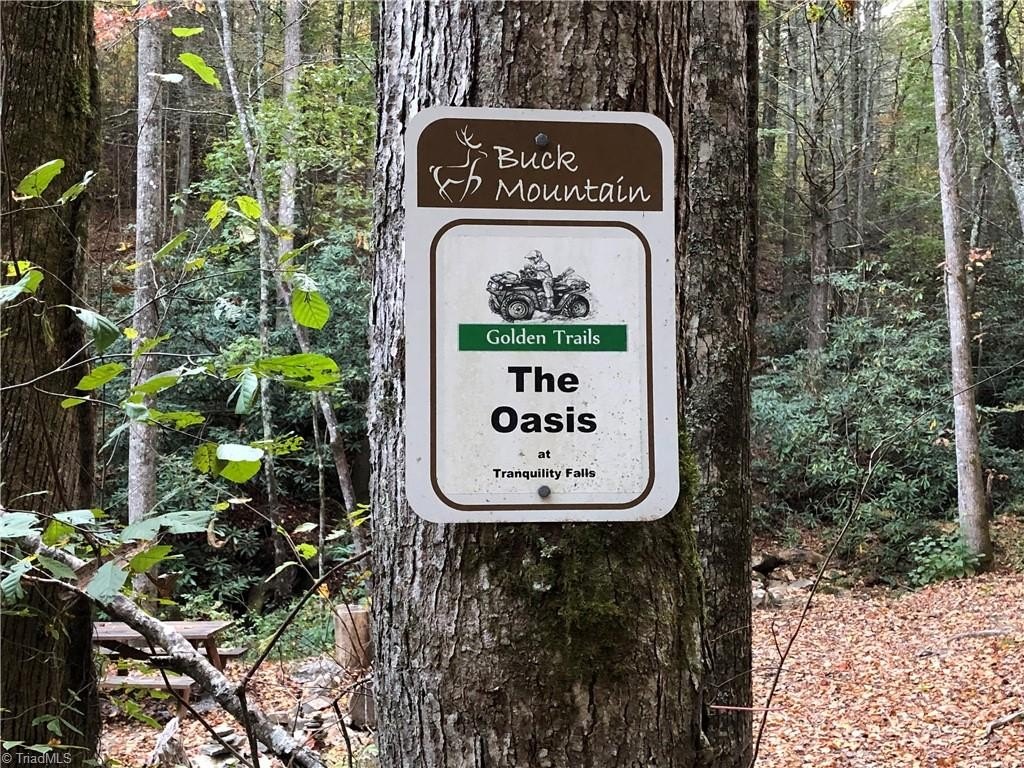 Buck
Mountain
Golden Trails
The
Oasis
at
Tranquility Falls
© TriadMLS